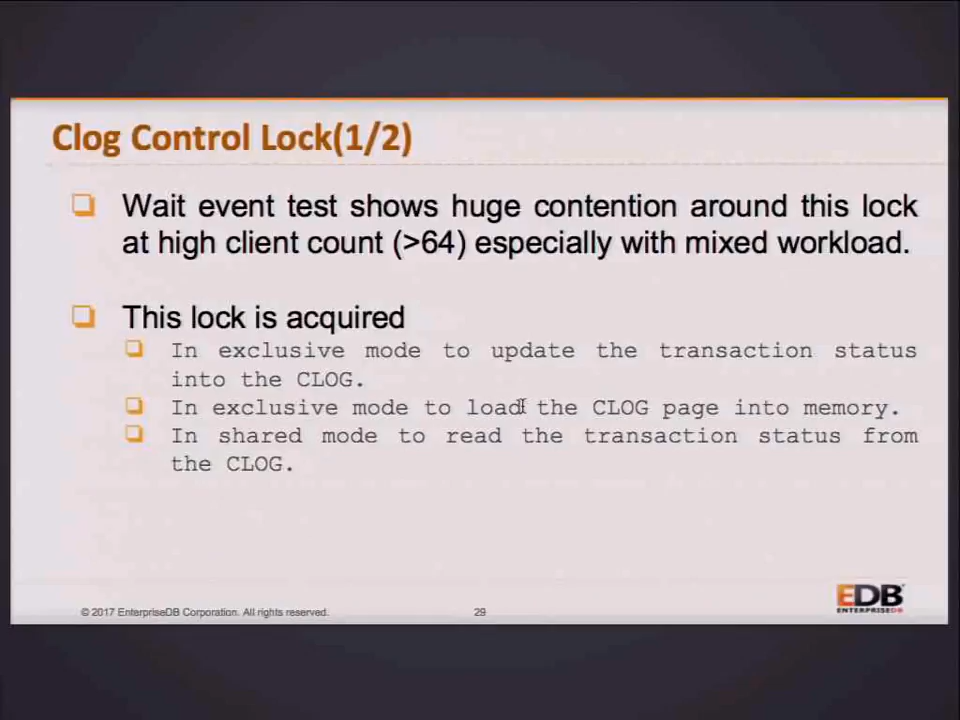 Clog Control Lock(1/2)
Wait event test shows huge contention around this lock
at high client count (>64) especially with mixed workload.
This lock is acquired
In exclusive mode to update the transaction status
into the CLOG.
In exclusive mode to load the CLOG page into memory.
In shared mode to read the transaction status from
the CLOG.
© 2017 EnterpriseDB Corporation. All rights reserved.
29
EDB
ENTERPRISEDB